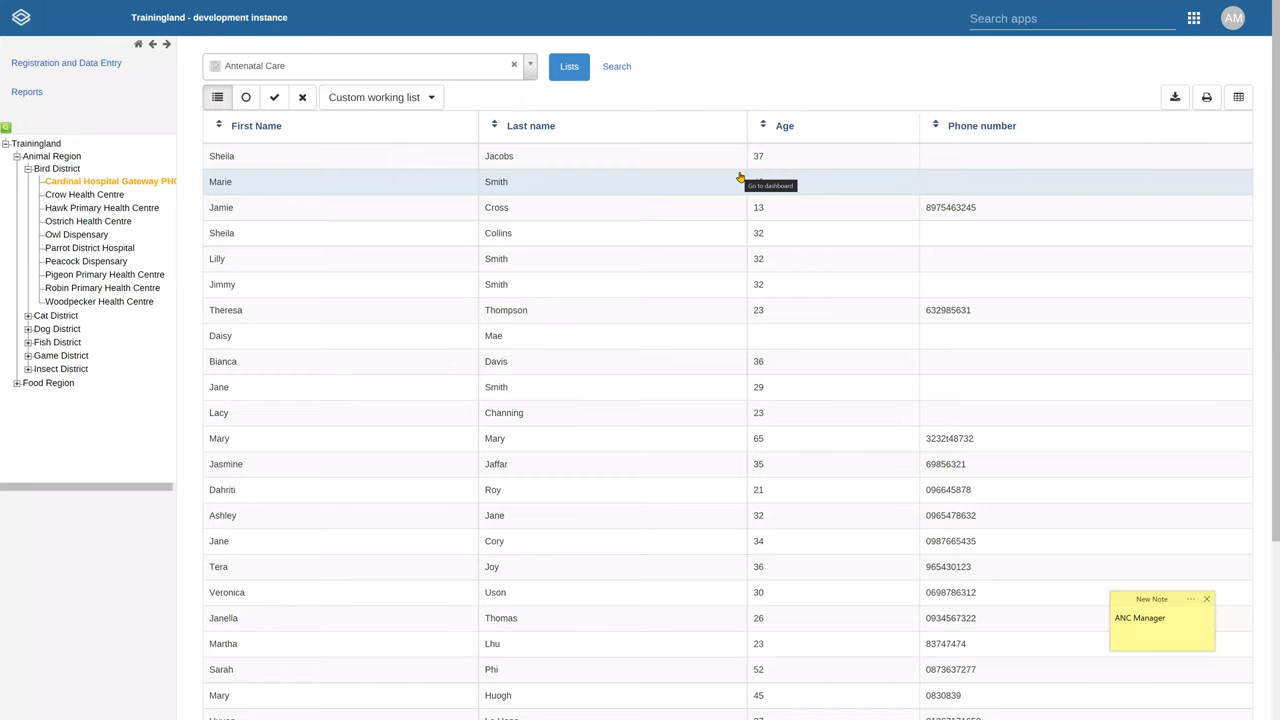 Trainingland - development instance
Search apps
AM
Registration and Data Entry
Reports
Trainingland
Animal Region
Bird District
Cardinal Hospital Gateway PHC
Crow Health Centre
Hawk Primary Health Centre
Ostrich Health Centre
Owl Dispensary
Parrot District Hospital
Peacock Dispensary
Pigeon Primary Health Centre
Robin Primary Health Centre
Woodpecker Health Centre
Cat District
Dog District
Fish District
Game District
Insect District
Food Region
Antenatal Care
Lists
Search
Custom working list
First Name Last name Age Phone number
Sheila Jacobs 37
Marie Smith
Go to dashboard
Jamie Cross 13 8975463245
Sheila Collins 32
Lilly Smith 32
Jimmy Smith 32
Theresa Thompson 23 632985631
Daisy Mae
Bianca Davis 36
Jane Smith 29
Lacy Channing 23
Mary Mary 65 3232t48732
Jasmine Jaffar 35 69856321
Dahriti Roy 21 096645878
Ashley Jane 32 0965478632
Jane Cory 34 0987665435
Tera Joy 36 965430123
Veronica Uson 30 0698786312
Janella Thomas 26 0934567322
Martha Lhu 23 83747474
Sarah Phi 52 0873637277
Mary Huogh 45 0830839
New Note
ANC Manager